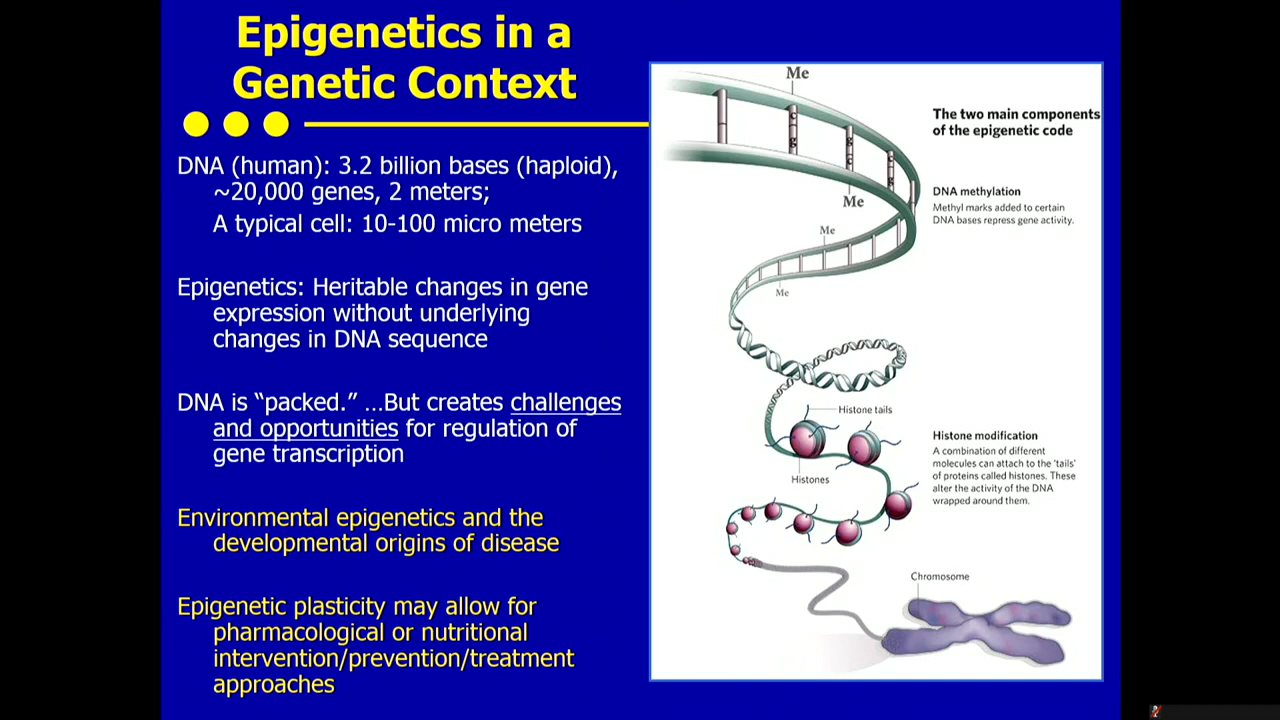 Epigenetics in a
Genetic Context
DNA (human): 3.2 billion bases (haploid),
~20,000 genes, 2 meters;
A typical cell: 10-100 micro meters
Epigenetics: Heritable changes in gene
expression without underlying
changes in DNA sequence
DNA is “packed.” …But creates challenges
and opportunities for regulation of
gene transcription
Environmental epigenetics and the
developmental origins of disease
Epigenetic plasticity may allow for
pharmacological or nutritional
intervention/prevention/treatment
approaches
Me
The two main components
of the epigenetic code
DNA methylation
Methyl marks added to certain
DNA bases repress gene activity.
Me
Me
Me
Histone tails
Histones
Histone modification
A combination of different
molecules can attach to the ‘tails’
of proteins called histones. These
alter the activity of the DNA
wrapped around them.
Chromosome